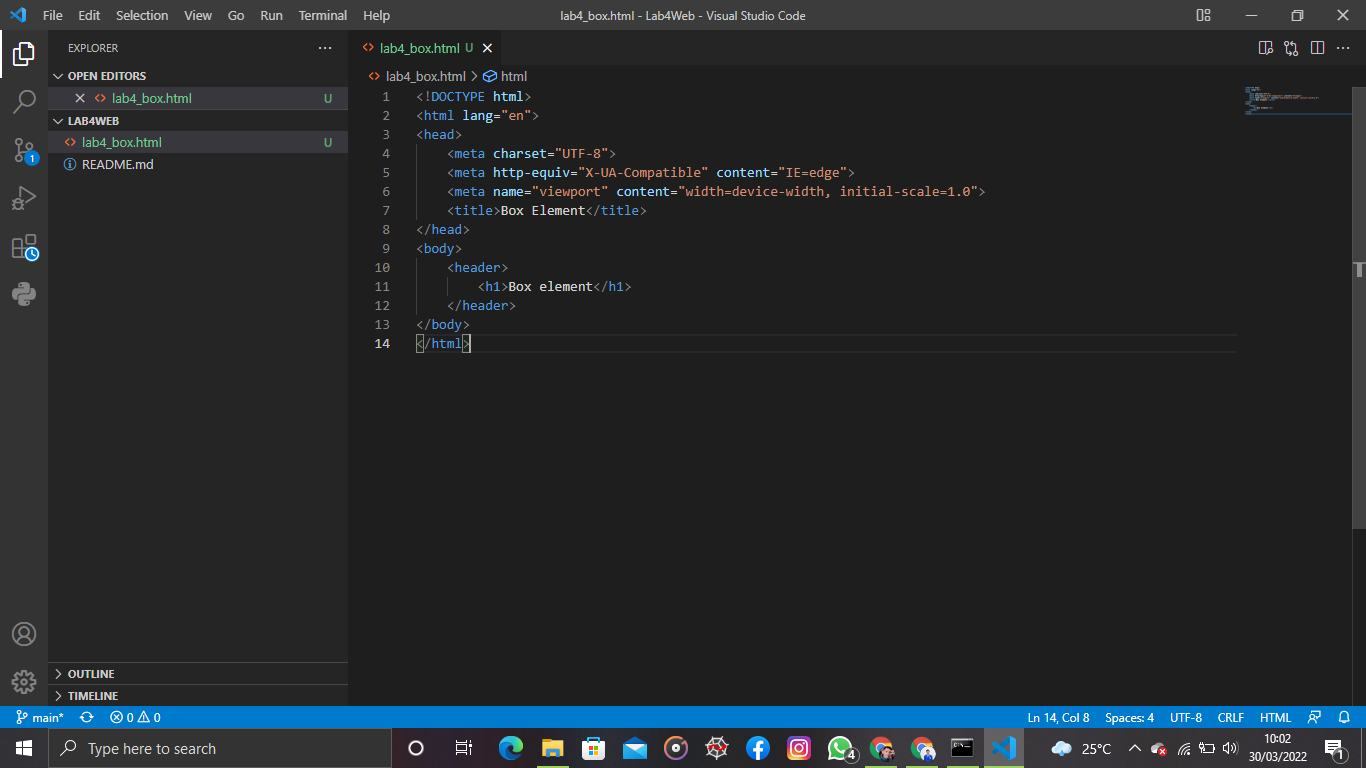 File Edit Selection View Go Run Terminal Help
lab4_box.html - Lab4Web - Visual Studio Code
EXPLORER
OPEN EDITORS
lab4_box.html U
LAB4WEB
lab4_box.html U
README.md
OUTLINE
TIMELINE
1
lab4_box.html U
lab4_box.html > html
1 <!DOCTYPE html>
2 <html lang="en">
3 <head>
4 <meta charset="UTF-8">
5 <meta http-equiv="X-UA-Compatible" content="IE=edge">
6 <meta name="viewport" content="width=device-width, initial-scale=1.0">
7 <title>Box Element</title>
8 </head>
9 <body>
10 <header>
11 <h1>Box element</h1>
12 </header>
13 </body>
14 </html>
main* 0 0
Ln 14, Col 8 Spaces: 4 UTF-8 CRLF HTML
Type here to search
4
25°C
10:02
30/03/2022
1